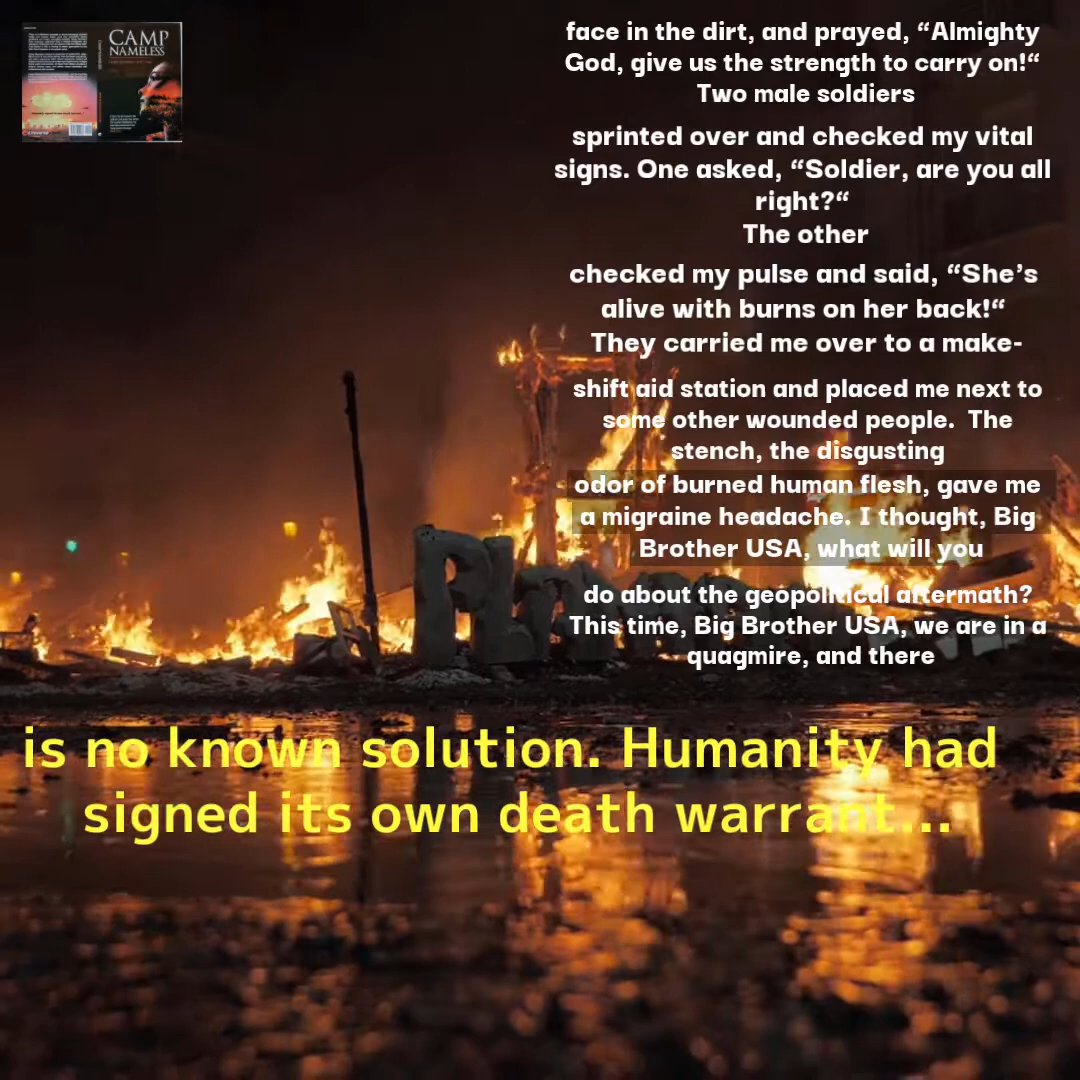 CAMP
NAMELESS
face in the dirt, and prayed, “Almighty
God, give us the strength to carry on!“
Two male soldiers
sprinted over and checked my vital
signs. One asked, “Soldier, are you all
right?“
The other
checked my pulse and said, “She’s
alive with burns on her back!“
They carried me over to a make-
shift aid station and placed me next to
some other wounded people.  The
stench, the disgusting
odor of burned human flesh, gave me
a migraine headache. I thought, Big
Brother USA, what will you
do about the geopolitical aftermath?
This time, Big Brother USA, we are in a
quagmire, and there
is no known solution. Humanity had
signed its own death warrant...